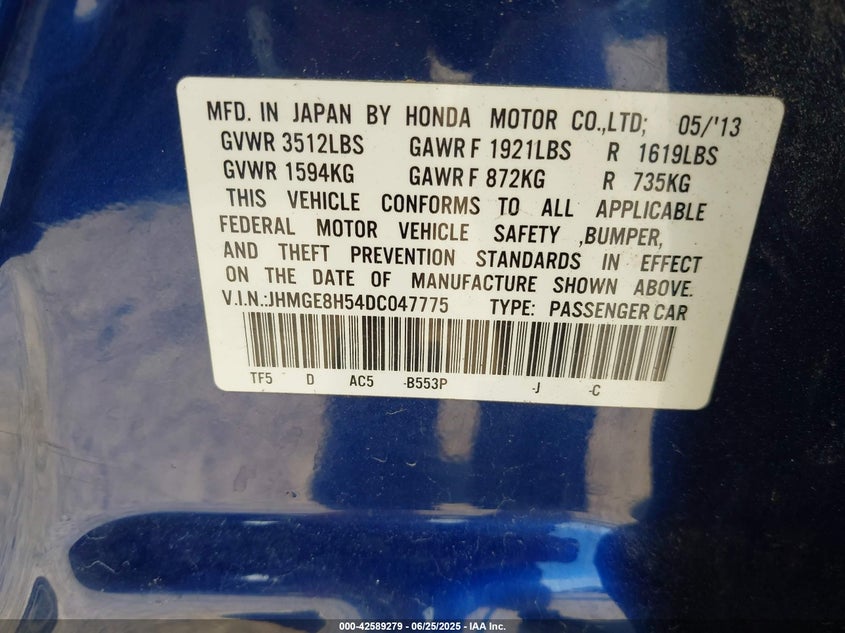 MFD. IN JAPAN BY HONDA MOTOR CO.,LTD; 05/'13
GVWR 3512LBS GAWR F 1921LBS R 1619LBS
GVWR 1594KG GAWR F 872KG R 735KG
THIS VEHICLE CONFORMS TO ALL APPLICABLE
FEDERAL MOTOR VEHICLE SAFETY ,BUMPER,
AND THEFT PREVENTION STANDARDS IN EFFECT
ON THE DATE OF MANUFACTURE SHOWN ABOVE.
V.I.N.:JHMGE8H54DC047775 TYPE: PASSENGER CAR
TF5 D AC5 -B553P -J -C
000-42589279 - 06/25/2025 - IAA Inc.